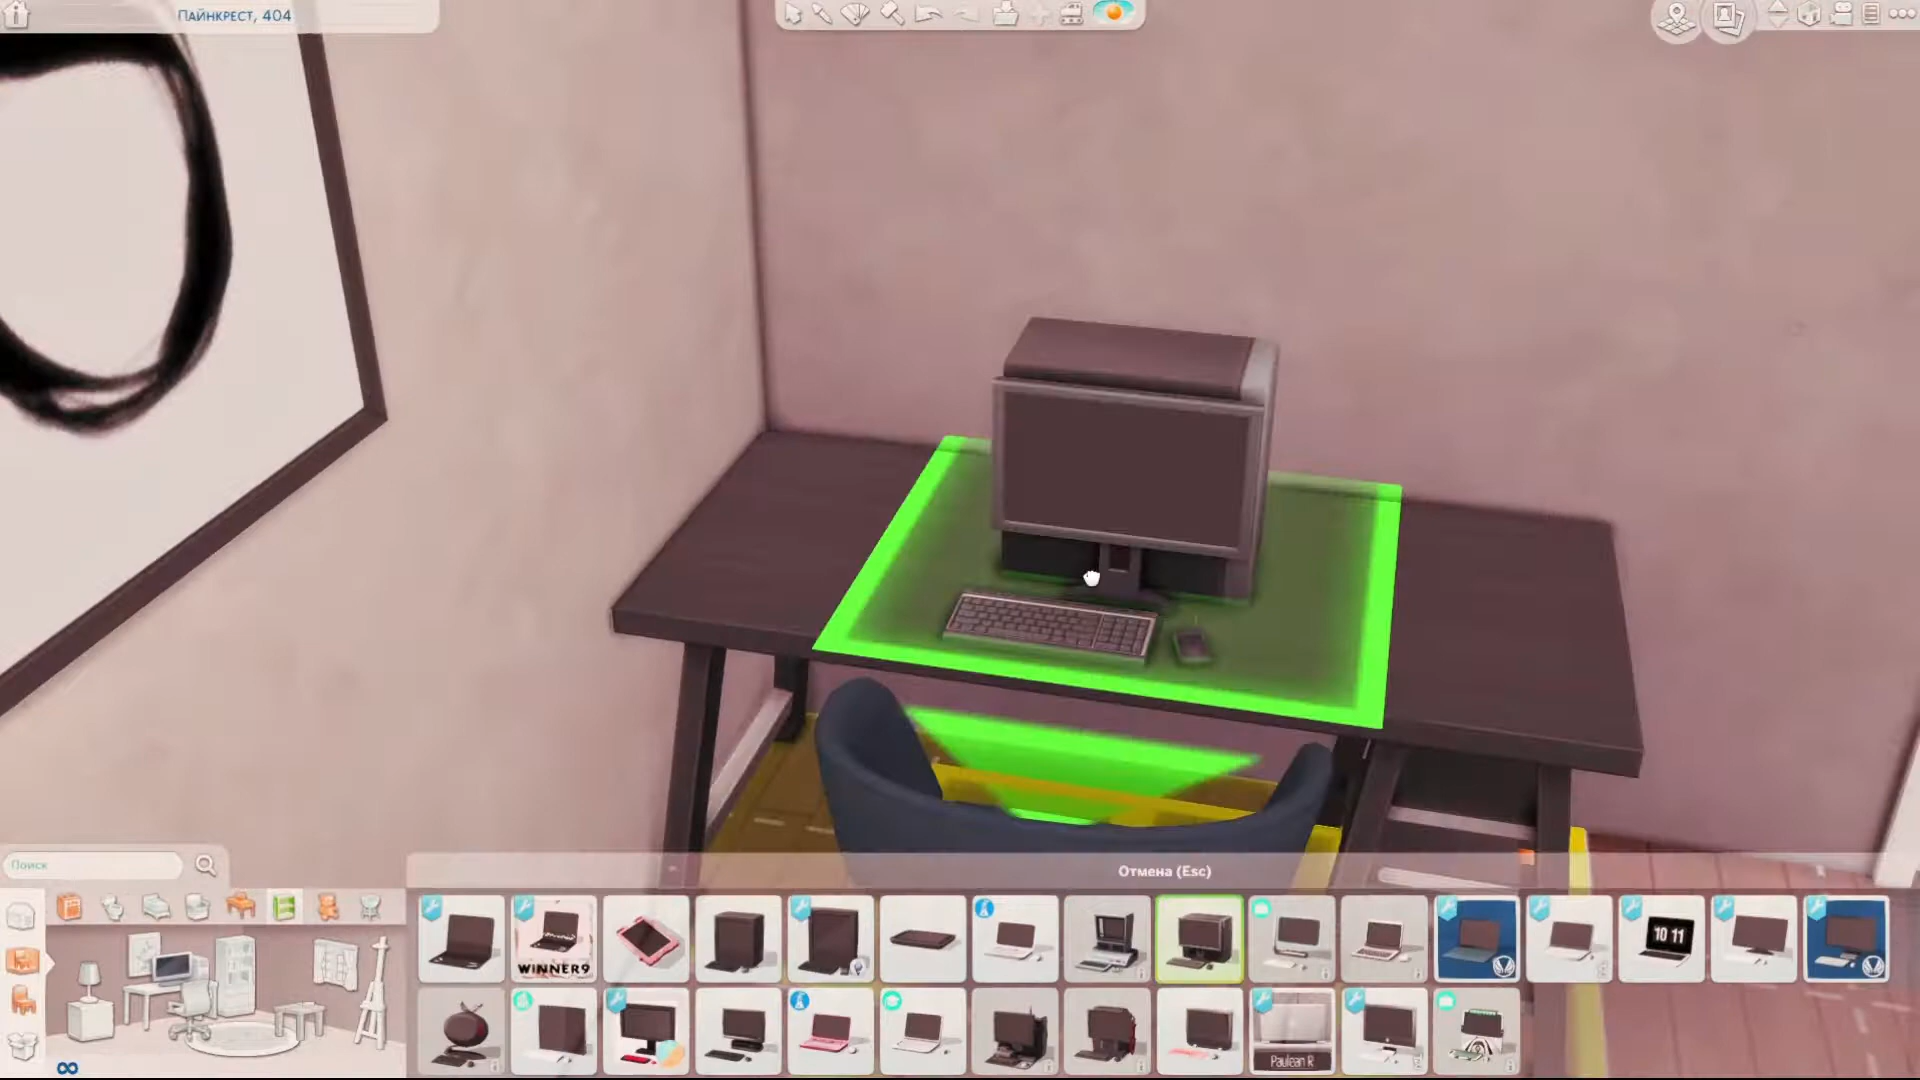 ПАЙНКРЕСТ, 404
Отмена (Esc)
Поиск
WINNER9
10 11
Paulean R